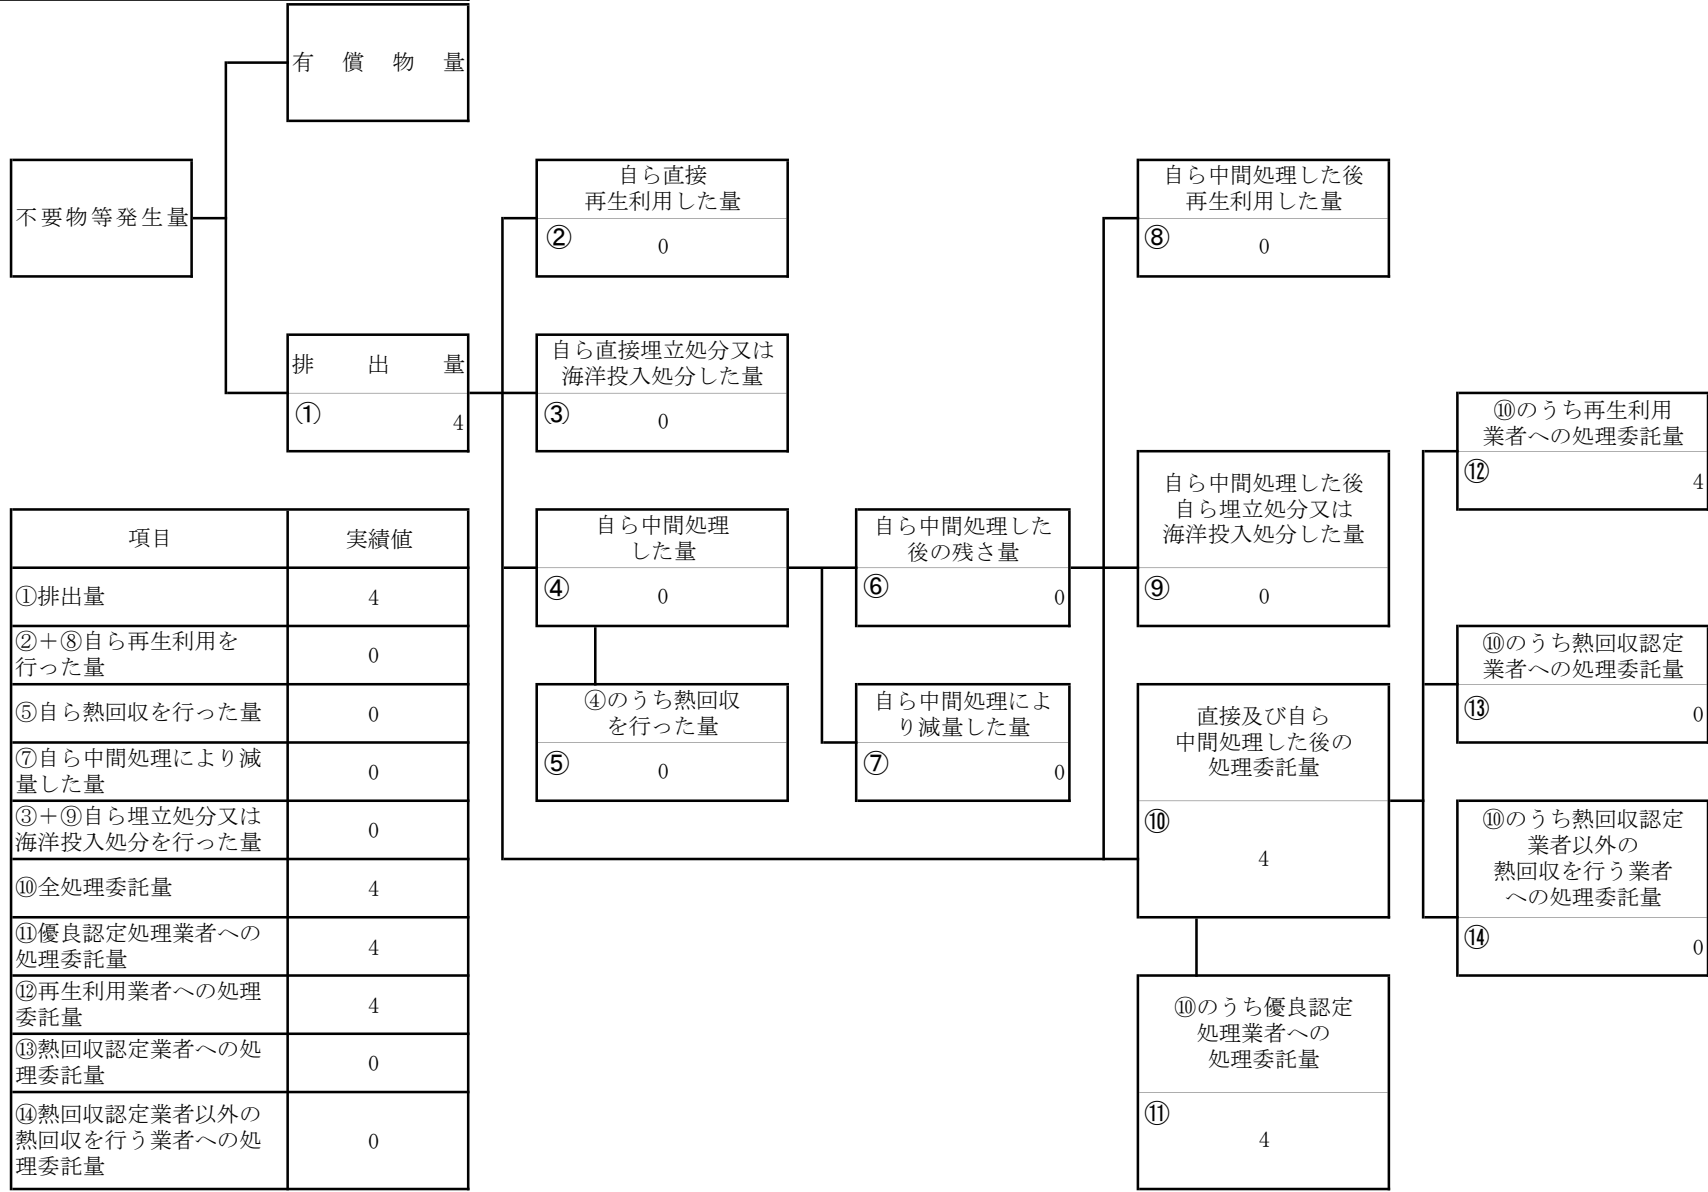 有償物量
不要物等発生量
排出量
①
4
自ら直接
再生利用した量
②
0
自ら直接埋立処分又は
海洋投入処分した量
③
0
自ら中間処理
した量
④
0
④のうち熱回収
を行った量
⑤
0
自ら中間処理した
後の残さ量
⑥
0
自ら中間処理によ
り減量した量
⑦
0
自ら中間処理した後
再生利用した量
⑧
0
自ら中間処理した後
自ら埋立処分又は
海洋投入処分した量
⑨
0
直接及び自ら
中間処理した後の
処理委託量
⑩
4
⑩のうち優良認定
処理業者への
処理委託量
⑪
4
⑩のうち再生利用
業者への処理委託量
⑫
4
⑩のうち熱回収認定
業者への処理委託量
⑬
0
⑩のうち熱回収認定
業者以外の
熱回収を行う業者
への処理委託量
⑭
0
項目 実績値
①排出量 4
②＋⑧自ら再生利用を
行った量
0
⑤自ら熱回収を行った量 0
⑦自ら中間処理により減
量した量
0
③＋⑨自ら埋立処分又は
海洋投入処分を行った量
0
⑩全処理委託量 4
⑪優良認定処理業者への
処理委託量
4
⑫再生利用業者への処理
委託量
4
⑬熱回収認定業者への処
理委託量
0
⑭熱回収認定業者以外の
熱回収を行う業者への処
理委託量
0